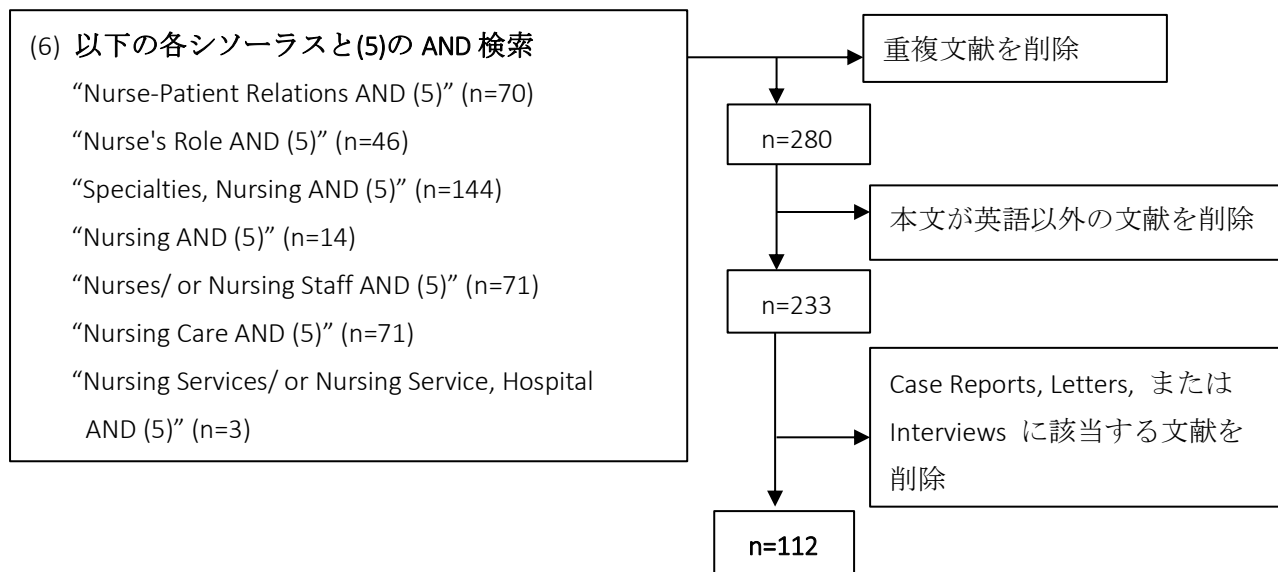 (6) 以下の各シソーラスと(5)の AND 検索
“Nurse-Patient Relations AND (5)” (n=70)
“Nurse's Role AND (5)” (n=46)
“Specialties, Nursing AND (5)” (n=144)
“Nursing AND (5)” (n=14)
“Nurses/ or Nursing Staff AND (5)” (n=71)
“Nursing Care AND (5)” (n=71)
“Nursing Services/ or Nursing Service, Hospital
AND (5)” (n=3)
重複文献を削除
n=280
本文が英語以外の文献を削除
n=233
Case Reports, Letters, または
Interviews に該当する文献を
削除
n=112